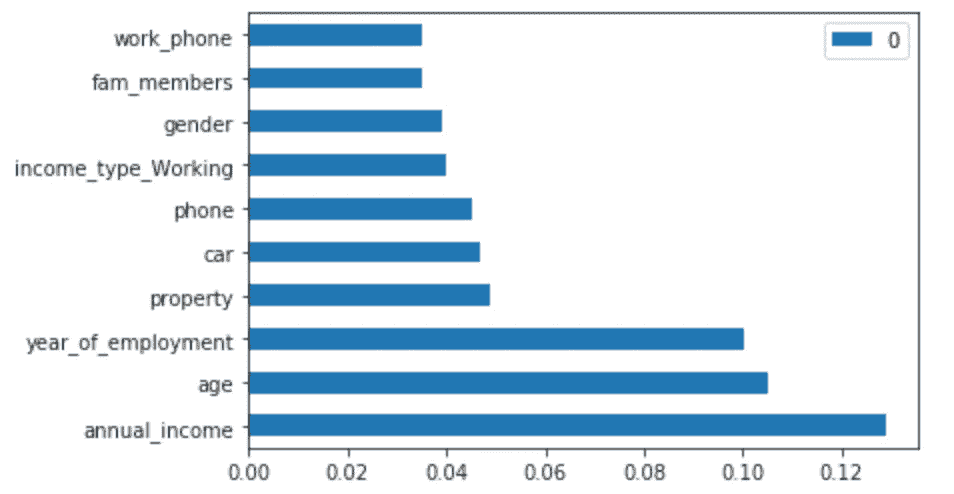 work_phone
0
fam_members
gender
income_type_Working
phone
car
property
year_of_employment
age
annual_income
0.00 0.02 0.04 0.06 0.08 0.10 0.12